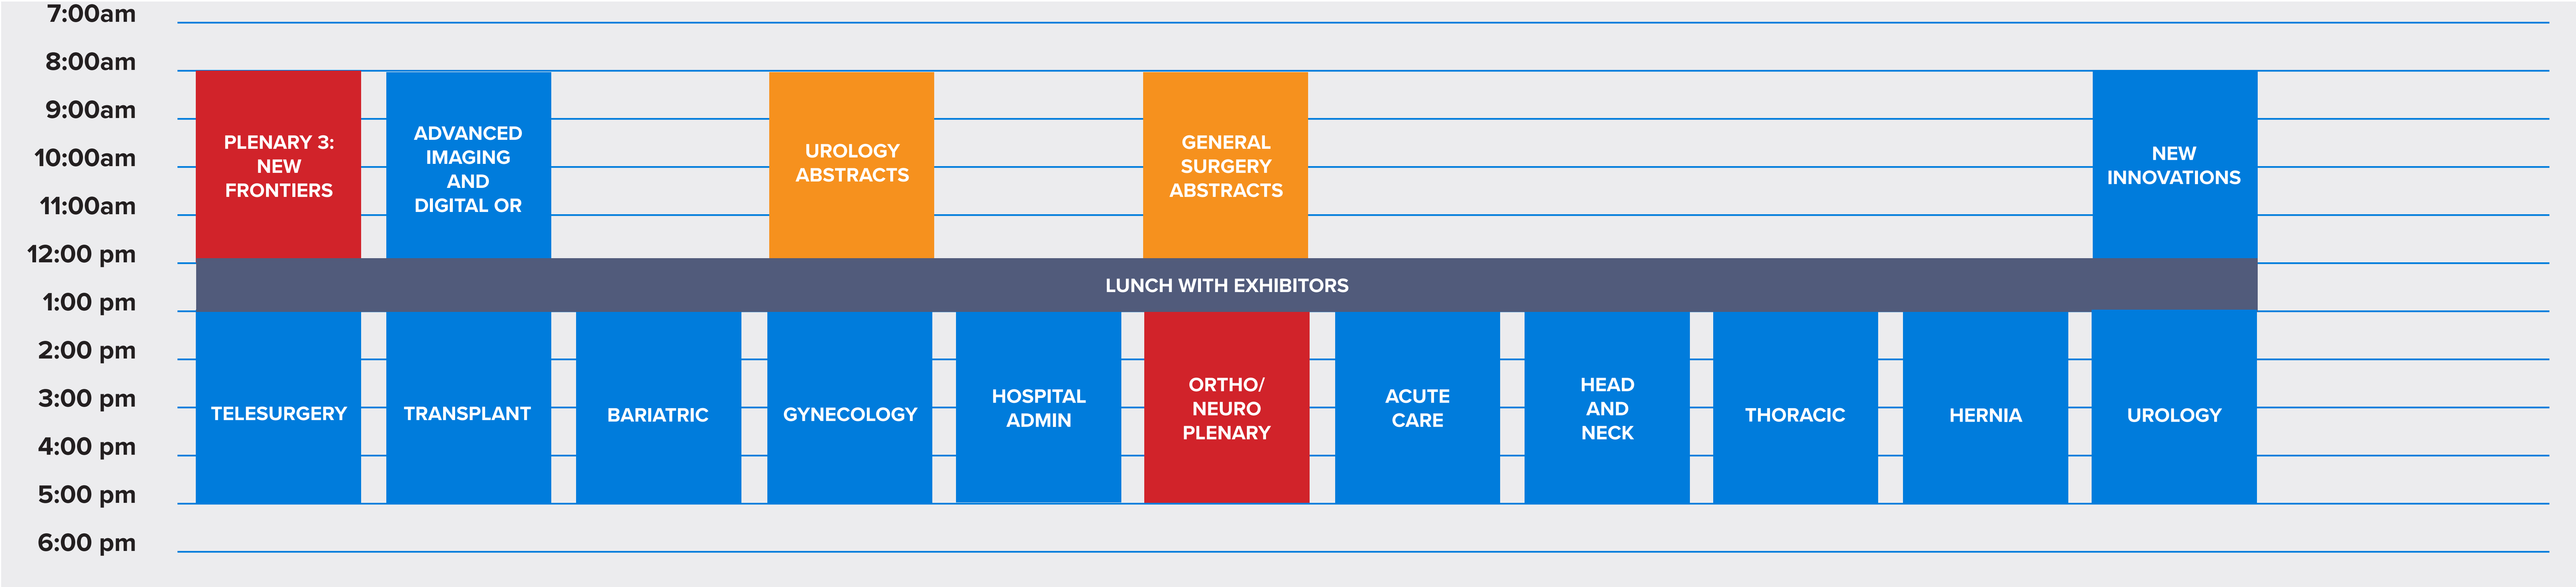 7:00am
8:00am
9:00am
10:00am
11:00am
12:00 pm
1:00 pm
2:00 pm
3:00 pm
4:00 pm
5:00 pm
6:00 pm
PLENARY 3:
NEW
FRONTIERS
ADVANCED
IMAGING
AND
DIGITAL OR
UROLOGY
ABSTRACTS
GENERAL
SURGERY
ABSTRACTS
NEW
INNOVATIONS
LUNCH WITH EXHIBITORS
TELESURGERY
TRANSPLANT
BARIATRIC
GYNECOLOGY
HOSPITAL
ADMIN
ORTHO/
NEURO
PLENARY
ACUTE
CARE
HEAD
AND
NECK
THORACIC
HERNIA
UROLOGY